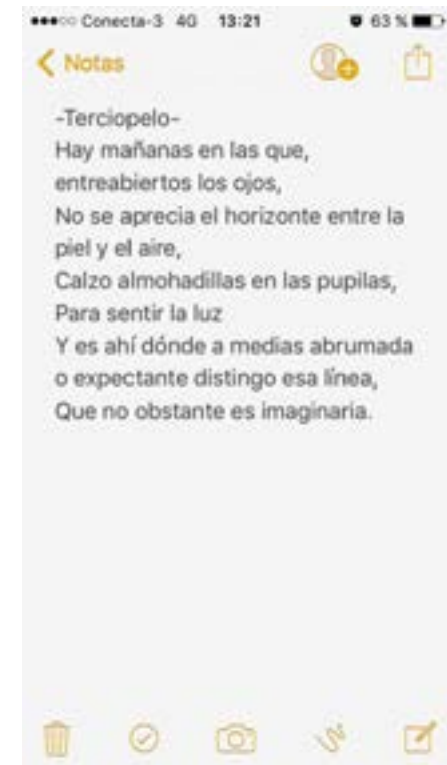 Conecta-3 4G 13:21 63 %
Notas
-Terciopelo-
Hay mañanas en las que,
entreabiertos los ojos,
No se aprecia el horizonte entre la
piel y el aire,
Calzo almohadillas en las pupilas,
Para sentir la luz
Y es ahí dónde a medias abrumada
o expectante distingo esa línea,
Que no obstante es imaginaria.